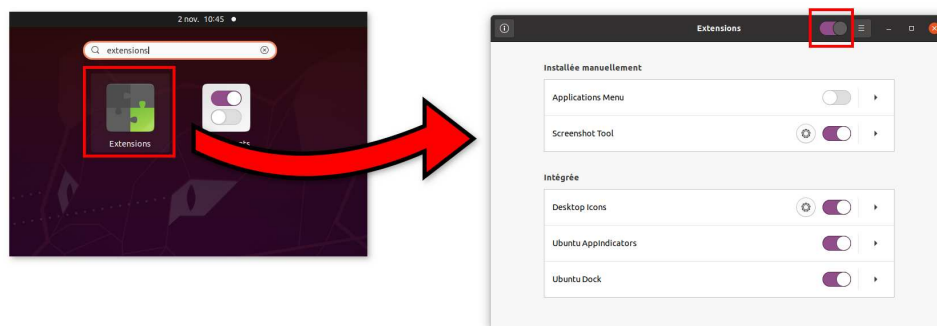 2 nov. 10:45
extensions
Extensions
Extensions
Installée manuellement
Applications Menu
Screenshot Tool
Intégrée
Desktop Icons
Ubuntu AppIndicators
Ubuntu Dock